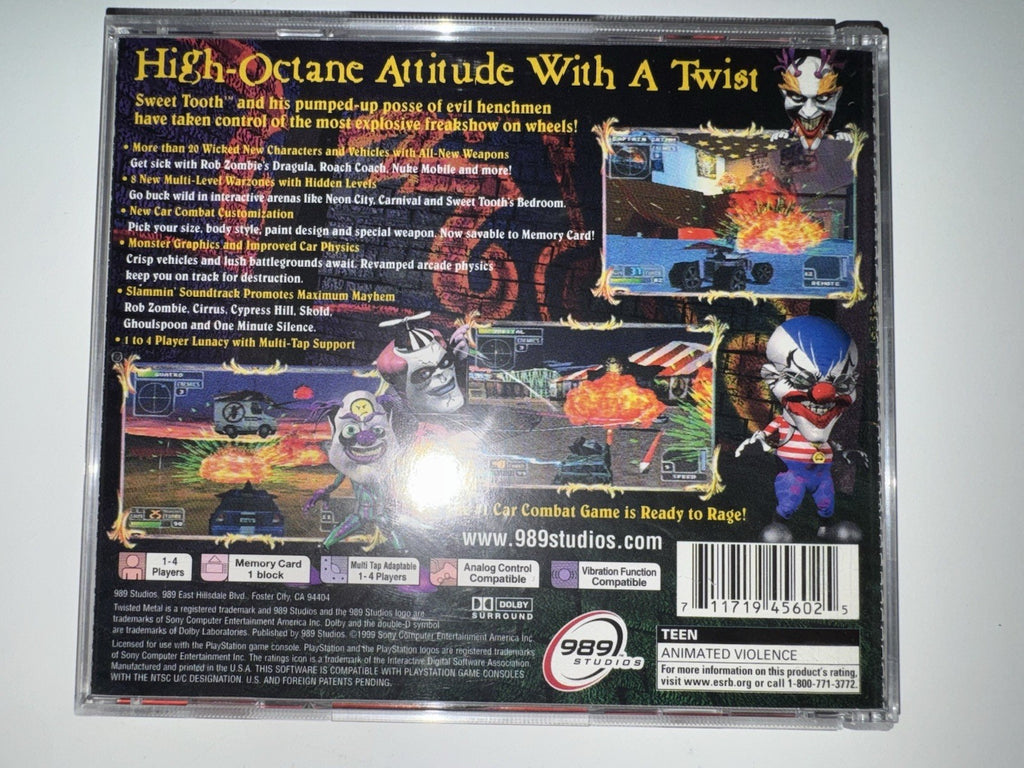 High-Octane Attitude With A Twist
Sweet Tooth™ and his pumped-up posse of evil henchmen
have taken control of the most explosive freakshow on wheels!
• More than 20 Wicked New Characters and Vehicles with All-New Weapons
Get sick with Rob Zombie's Dragula, Roach Coach, Nuke Mobile and more!
• 8 New Multi-Level Warzones with Hidden Levels
Go buck wild in interactive arenas like Neon City, Carnival and Sweet Tooth's Bedroom.
• New Car Combat Customization
Pick your size, body style, paint design and special weapon. Now savable to Memory Card!
• Monster Graphics and Improved Car Physics
Crisp vehicles and lush battlegrounds await. Revamped arcade physics
keep you on track for destruction.
• Slammin' Soundtrack Promotes Maximum Mayhem
Rob Zombie, Cirrus, Cypress Hill, Skold,
Ghoulspoon and One Minute Silence.
• 1 to 4 Player Lunacy with Multi-Tap Support
REMOTE
ENEMIES
SPEED
#1 Car Combat Game is Ready to Rage!
www.989studios.com
1-4
Players
Memory Card
1 block
Multi Tap Adaptable
1-4 Players
Analog Control
Compatible
Vibration Function
Compatible
989 Studios, 989 East Hillsdale Blvd., Foster City, CA 94404
Twisted Metal is a registered trademark and 989 Studios and the 989 Studios logo are
trademarks of Sony Computer Entertainment America Inc. Dolby and the double-D symbol
are trademarks of Dolby Laboratories. Published by 989 Studios. ©1999 Sony Computer Entertainment America Inc.
Licensed for use with the PlayStation game console. PlayStation and the PlayStation logos are registered trademarks
of Sony Computer Entertainment Inc. The ratings icon is a trademark of the Interactive Digital Software Association.
Manufactured and printed in the U.S.A. THIS SOFTWARE IS COMPATIBLE WITH PLAYSTATION GAME CONSOLES
WITH THE NTSC U/C DESIGNATION. U.S. AND FOREIGN PATENTS PENDING.
DOLBY
SURROUND
989
STUDIOS
7 11719 45602 5
TEEN
ANIMATED VIOLENCE
For more information on this product's rating,
visit www.esrb.org or call 1-800-771-3772.